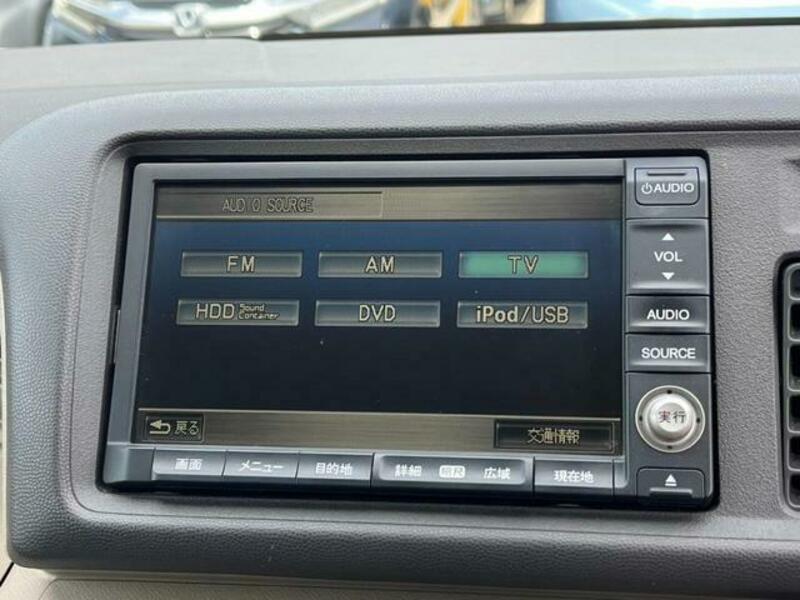 AUDIO SOURCE
FM AM TV
HDD Sound Container DVD iPod/USB
戻る 交通情報
AUDIO
VOL
AUDIO
SOURCE
実行
画面 メニュー 目的地 詳細 縮尺 広域 現在地